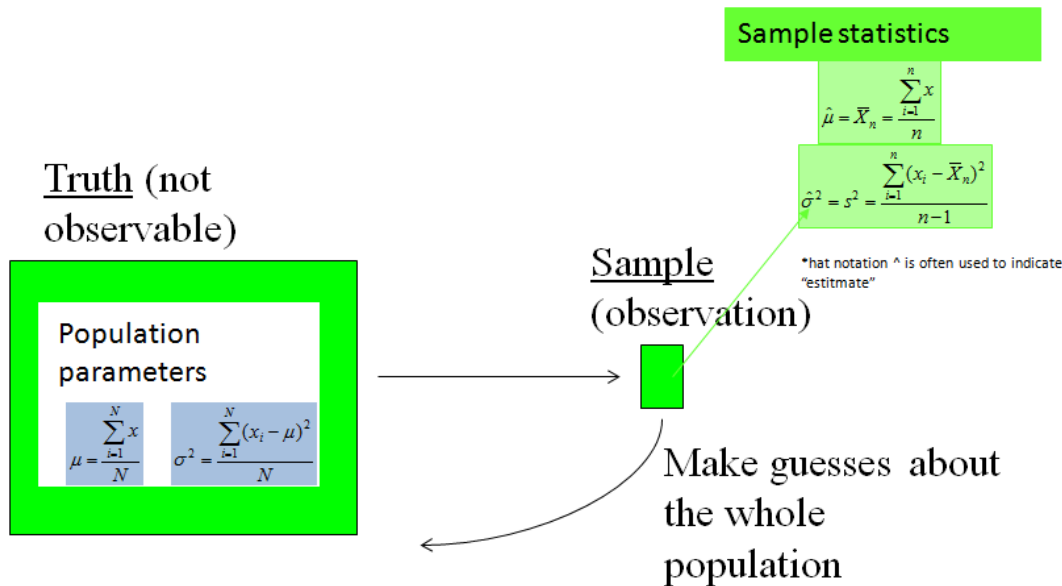 Sample statistics
μ̂ = X̄ₙ = ∑ᵢ₌₁ⁿ x / n
σ̂² = s² = ∑ᵢ₌₁ⁿ (xᵢ − X̄ₙ)² / n−1
*hat notation ^ is often used to indicate
“estitmate”
Truth (not
observable)
Population
parameters
μ = ∑ᵢ₌₁ᴺ x / N
σ² = ∑ᵢ₌₁ᴺ (xᵢ − μ)² / N
Sample
(observation)
Make guesses about
the whole
population